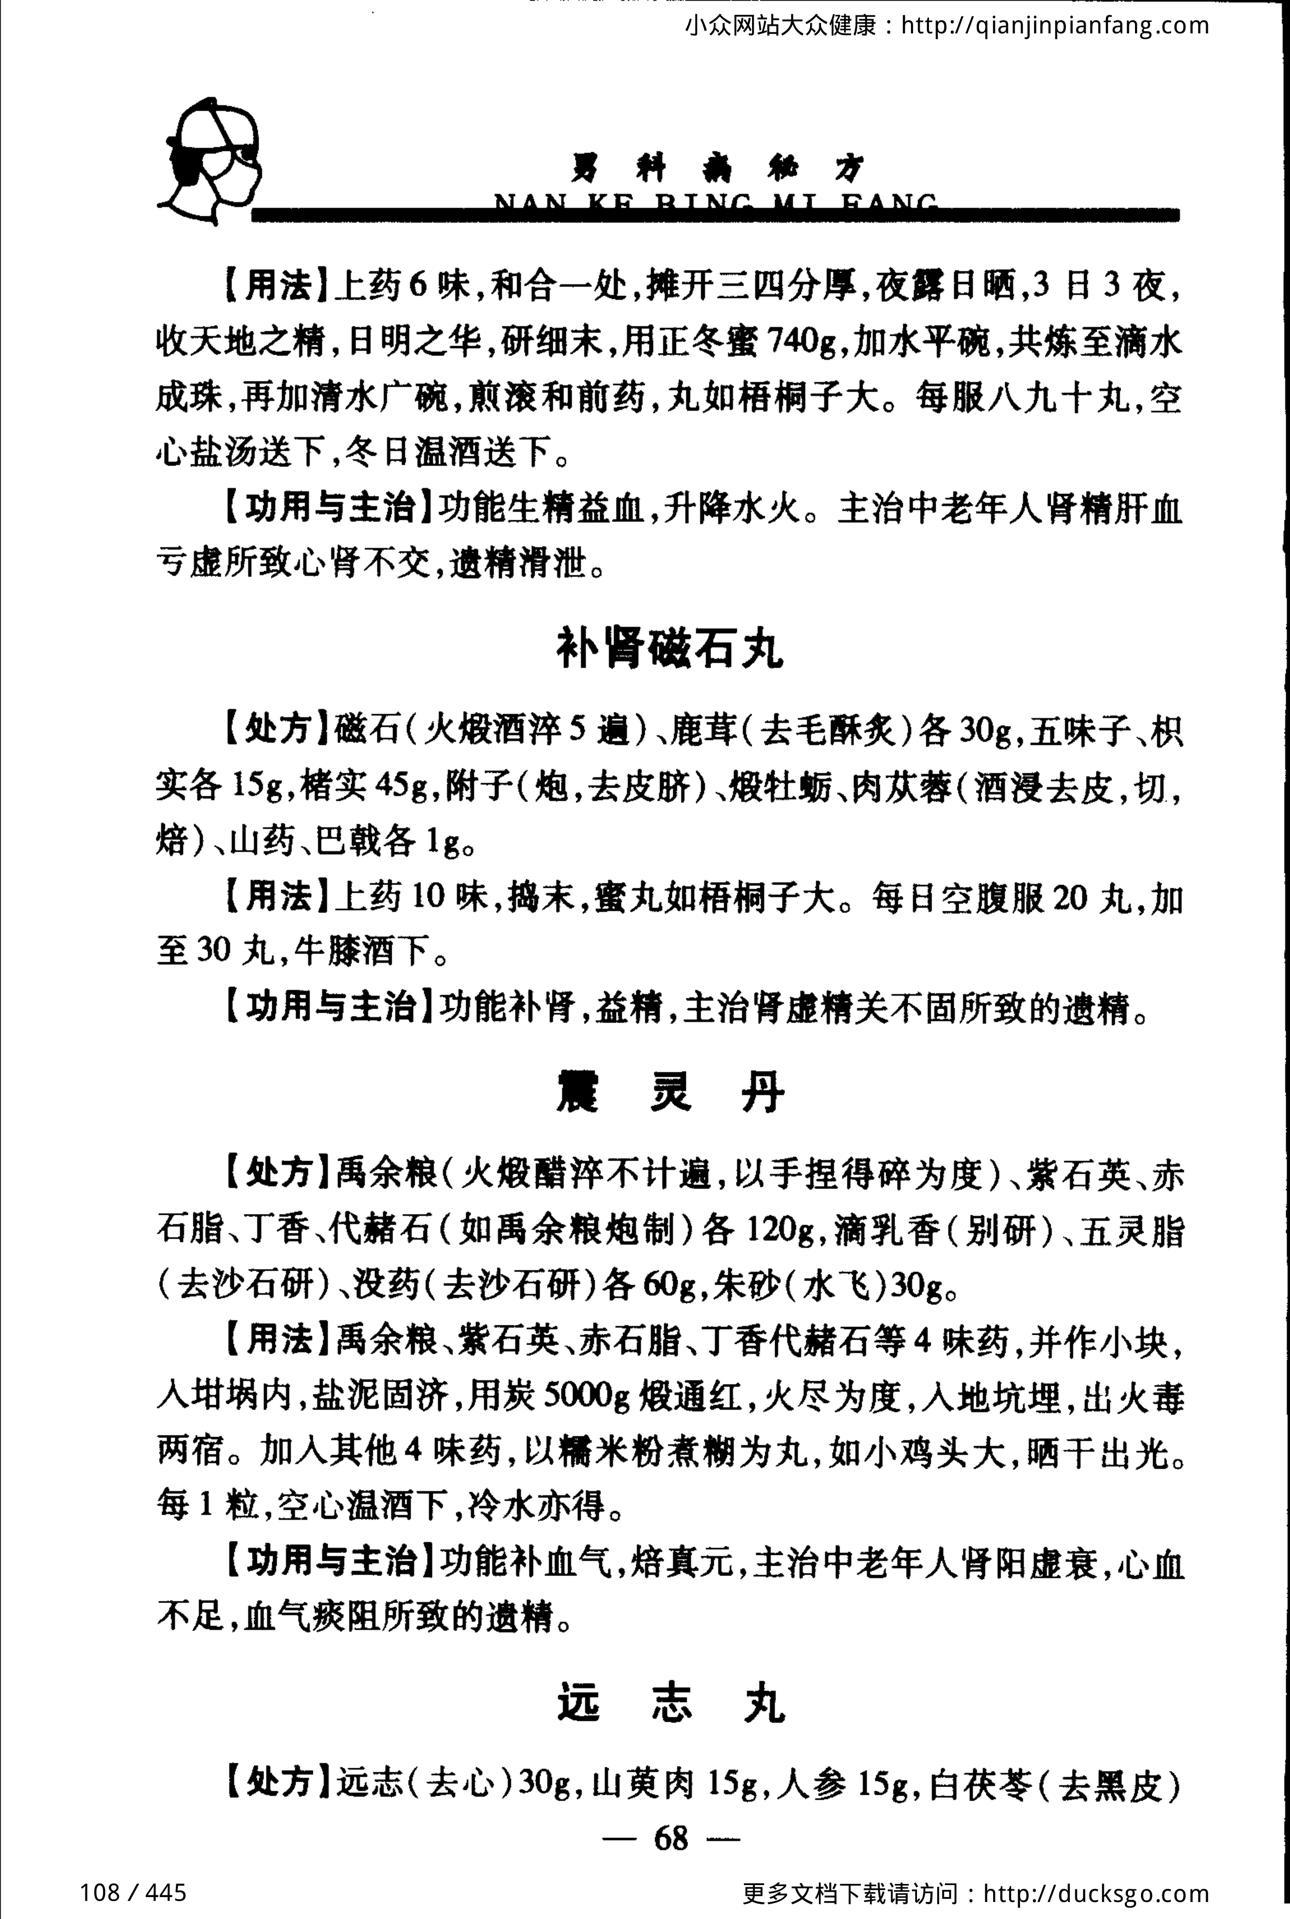 小众网站大众健康：http://qianjinpianfang.com
男科病秘方
NAN KE BING MI FANG
【用法】上药6味,和合一处,摊开三四分厚,夜露日晒,3日3夜,
收天地之精,日明之华,研细末,用正冬蜜740g,加水平碗,共炼至滴水
成珠,再加清水广碗,煎滚和前药,丸如梧桐子大。每服八九十丸,空
心盐汤送下,冬日温酒送下。
【功用与主治】功能生精益血,升降水火。主治中老年人肾精肝血
亏虚所致心肾不交,遗精滑泄。
补肾磁石丸
【处方】磁石(火煅酒淬5遍)、鹿茸(去毛酥炙)各30g,五味子、枳
实各15g,楮实45g,附子(炮,去皮脐)、煅牡蛎、肉苁蓉(酒浸去皮,切,
焙)、山药、巴戟各1g。
【用法】上药10味,捣末,蜜丸如梧桐子大。每日空腹服20丸,加
至30丸,牛膝酒下。
【功用与主治】功能补肾,益精,主治肾虚精关不固所致的遗精。
震灵丹
【处方】禹余粮(火煅醋淬不计遍,以手捏得碎为度)、紫石英、赤
石脂、丁香、代赭石(如禹余粮炮制)各120g,滴乳香(别研)、五灵脂
(去沙石研)、没药(去沙石研)各60g,朱砂(水飞)30g。
【用法】禹余粮、紫石英、赤石脂、丁香代赭石等4味药,并作小块,
入坩埚内,盐泥固济,用炭5000g煅通红,火尽为度,入地坑埋,出火毒
两宿。加入其他4味药,以糯米粉煮糊为丸,如小鸡头大,晒干出光。
每1粒,空心温酒下,冷水亦得。
【功用与主治】功能补血气,焙真元,主治中老年人肾阳虚衰,心血
不足,血气痰阻所致的遗精。
远志丸
【处方】远志(去心)30g,山萸肉15g,人参15g,白茯苓(去黑皮)
— 68 —
108 / 445
更多文档下载请访问：http://ducksgo.com